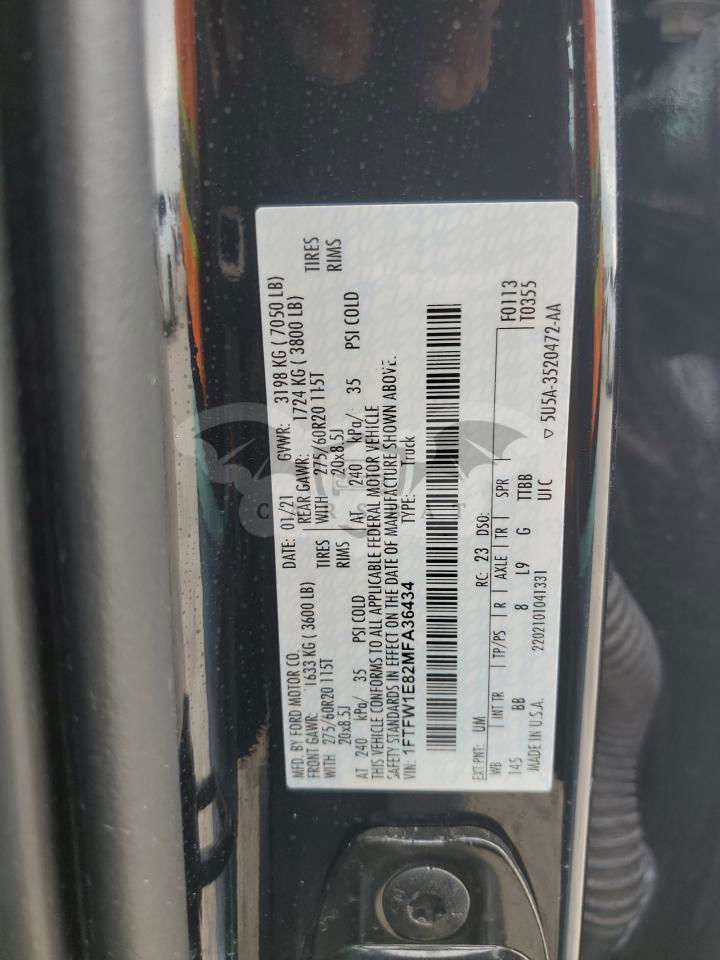 MFD. BY FORD MOTOR CO.
DATE: 01/21 GVWR: 3198 KG ( 7050 LB)
FRONT GAWR: 1633 KG ( 3600 LB) REAR GAWR: 1724 KG ( 3800 LB)
WITH 275/60R20 115T TIRES WITH 275/60R20 115T TIRES
20x8.5J RIMS 20x8.5J RIMS
AT 240 kPa/ 35 PSI COLD AT 240 kPa/ 35 PSI COLD
THIS VEHICLE CONFORMS TO ALL APPLICABLE FEDERAL MOTOR VEHICLE
SAFETY STANDARDS IN EFFECT ON THE DATE OF MANUFACTURE SHOWN ABOVE.
VIN: 1FTFW1E82MFA36434 TYPE: Truck
EXT PNT: UM RC: 23 DSO: F0113
WB INT TR TP/PS R AXLE TR SPR T0355
145 BB 8 L9 G TTBB
MADE IN U.S.A. 2202101041331 UIC
▽ 5U5A-3520472-AA